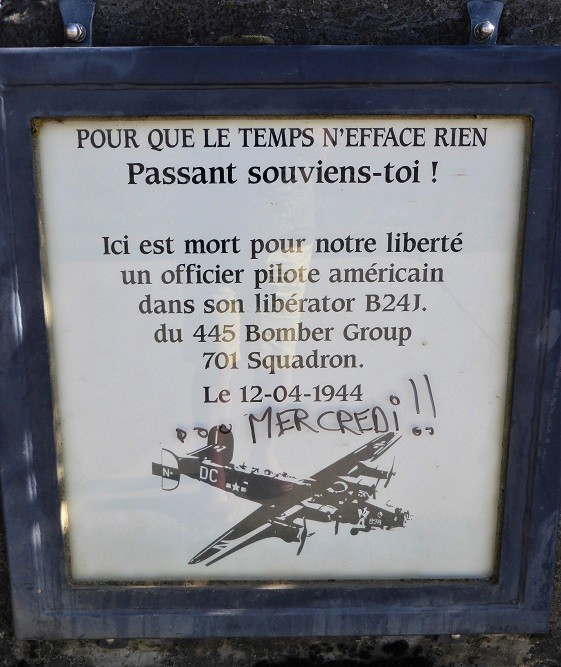 POUR QUE LE TEMPS N'EFFACE RIEN
Passant souviens-toi !
Ici est mort pour notre liberté
un officier pilote américain
dans son libérator B24J.
du 445 Bomber Group
701 Squadron.
Le 12-04-1944
... MERCREDi!!
N+
DC